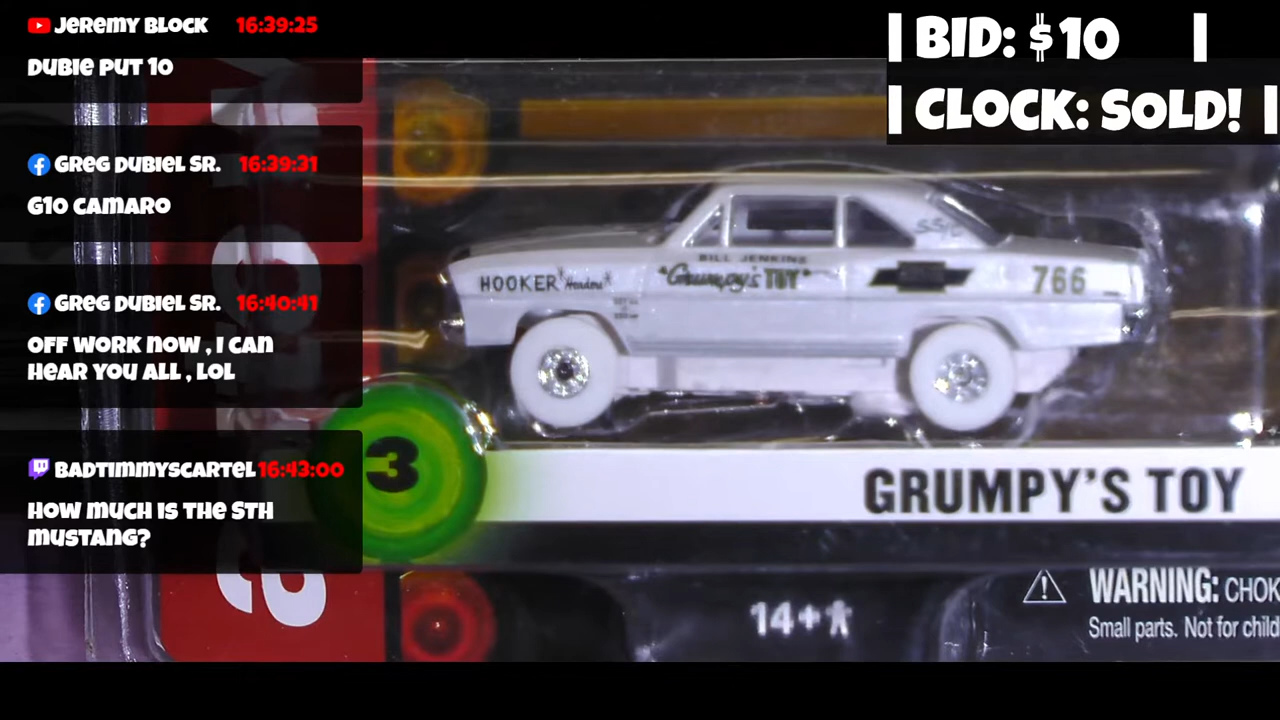 JEREMY BLOCK 16:39:25
DUBIE PUT 10
GREG DUBIEL SR. 16:39:31
G10 CAMARO
GREG DUBIEL SR. 16:40:41
OFF WORK NOW , I CAN
HEAR YOU ALL , LOL
BADTIMMYSCARTEL 16:43:00
HOW MUCH IS THE STH
MUSTANG?
| BID: $10 |
| CLOCK: SOLD! |
BILL JENKINS
HOOKER Headers
"Grumpy's TOY"
766
3
GRUMPY'S TOY
14+
WARNING: CHOK
Small parts. Not for child